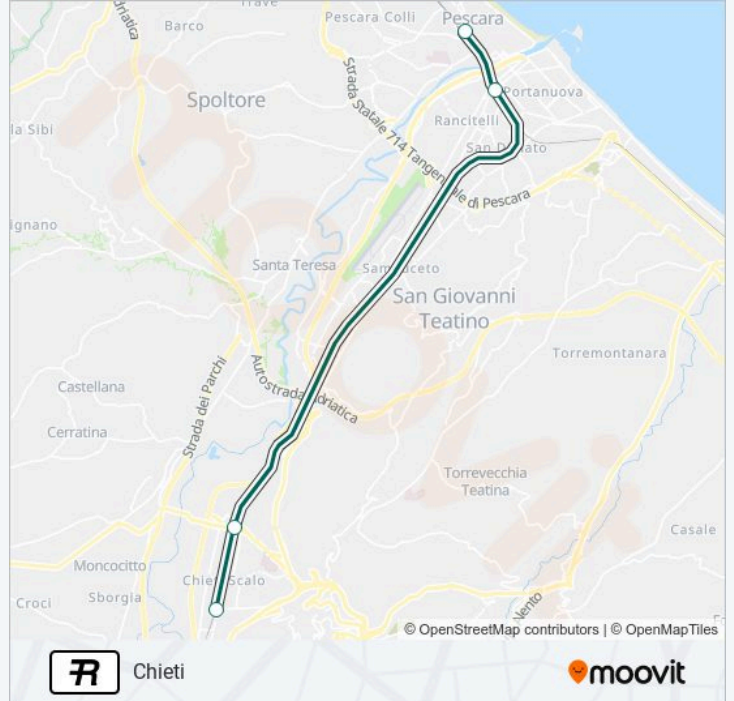 Trave
Adriatica
Barco
Pescara Colli
Pescara
Spoltore
Portanuova
la Sibi
Rancitelli
Strada Statale 714 Tangenziale di Pescara
San Donato
ignano
Santa Teresa
Sambuceto
San Giovanni
Teatino
Torremontanara
Autostrada Adriatica
Strada dei Parchi
Castellana
Cerratina
Torrevecchia
Teatina
Casale
Moncocitto
Chieti Scalo
Croci
Sborgia
Nento
© OpenStreetMap contributors | © OpenMapTiles
R Chieti
moovit